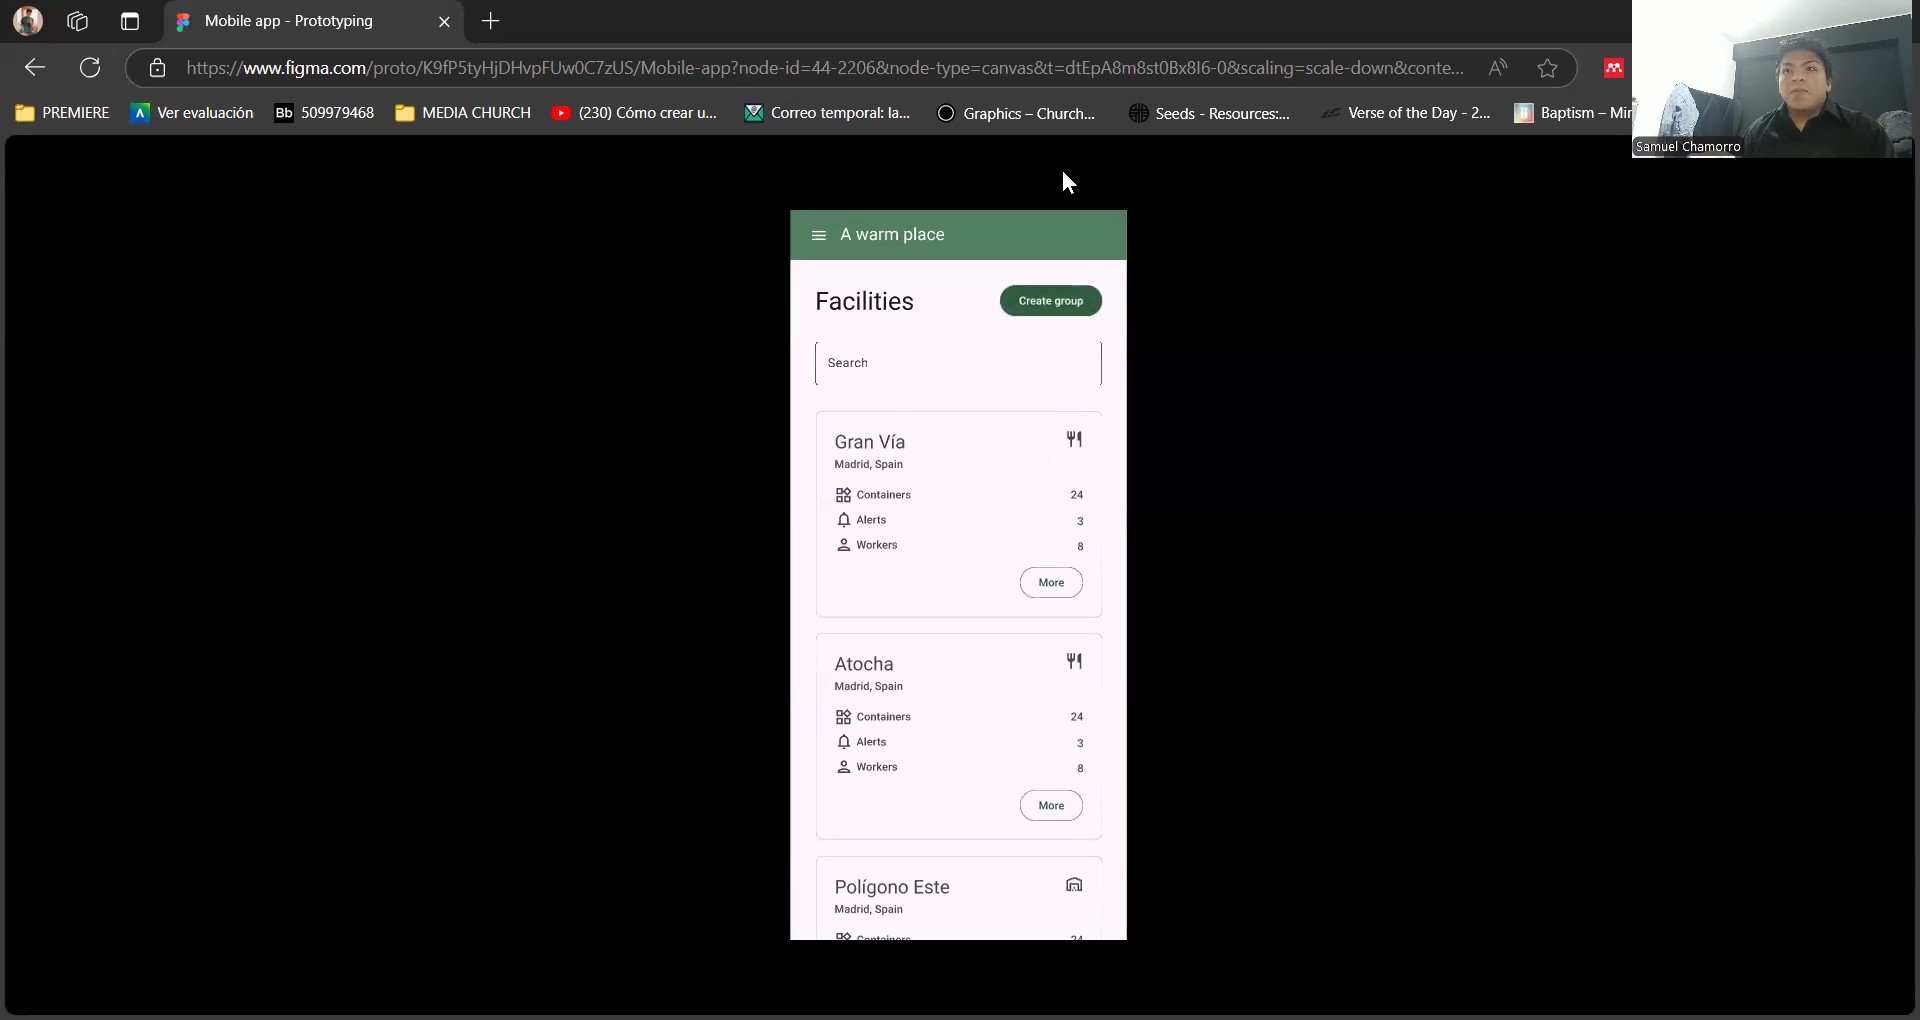 Mobile app - Prototyping
https://www.figma.com/proto/K9fP5tyHjDHvpFUw0C7zUS/Mobile-app?node-id=44-2206&node-type=canvas&t=dtEpA8m8st0Bx8I6-0&scaling=scale-down&conte...
PREMIERE
Ver evaluación
Bb 509979468
MEDIA CHURCH
(230) Cómo crear u...
Correo temporal: la...
Graphics – Church...
Seeds - Resources:...
Verse of the Day - 2...
Baptism – Mi
Samuel Chamorro
A warm place
Facilities
Create group
Search
Gran Vía
Madrid, Spain
Containers 24
Alerts 3
Workers 8
More
Atocha
Madrid, Spain
Containers 24
Alerts 3
Workers 8
More
Polígono Este
Madrid, Spain
Containers 24